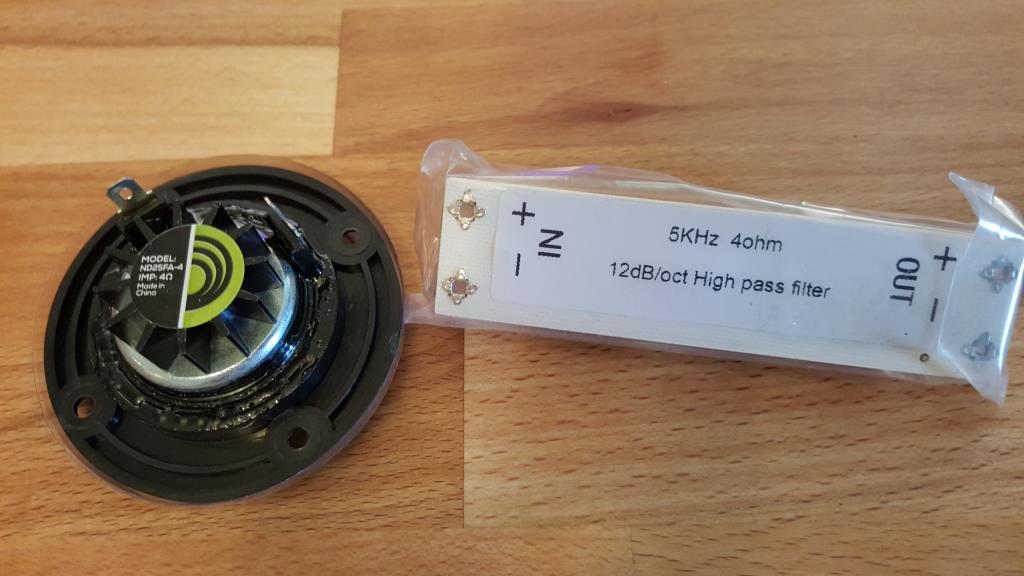 MODEL:
ND25FA-4
IMP: 4Ω
Made in
China
+
IN
−
5KHz 4ohm
12dB/oct High pass filter
+
OUT
−